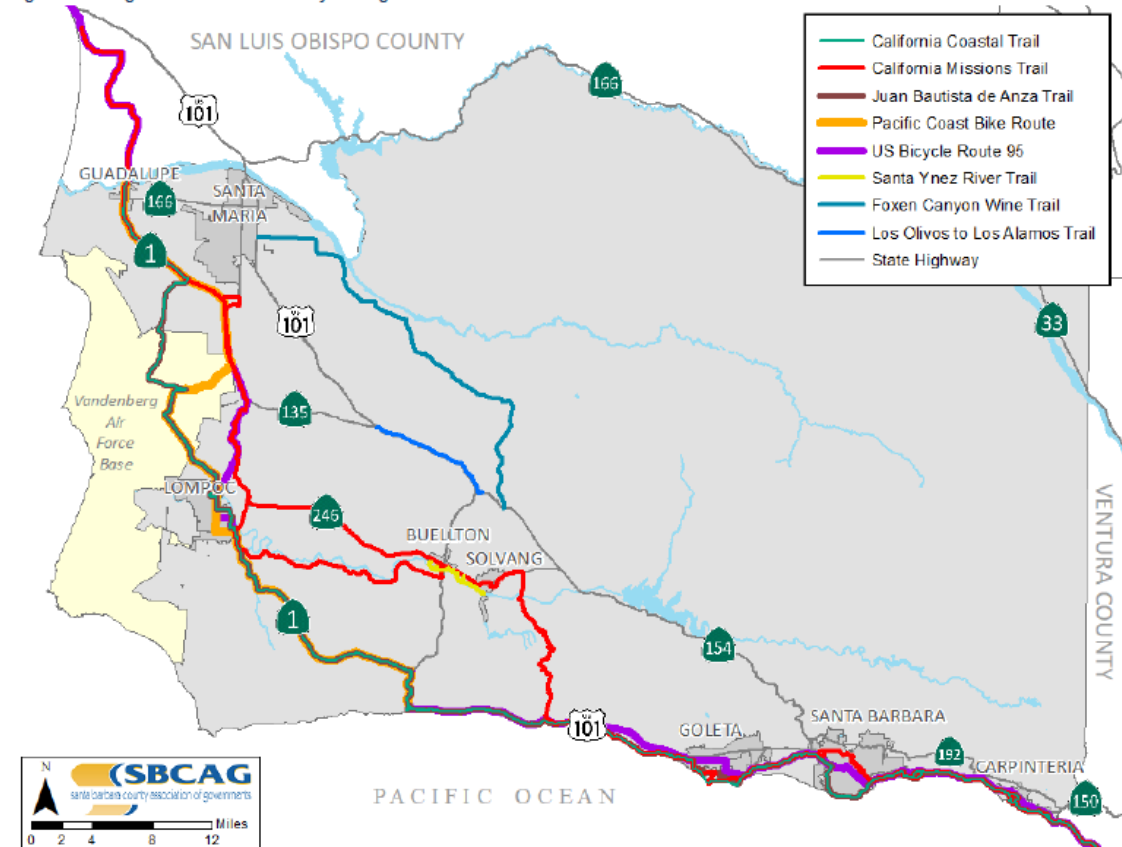 SAN LUIS OBISPO COUNTY
166
US
101
GUADALUPE
166
SANTA
MARIA
1
US
101
California Coastal Trail
California Missions Trail
Juan Bautista de Anza Trail
Pacific Coast Bike Route
US Bicycle Route 95
Santa Ynez River Trail
Foxen Canyon Wine Trail
Los Olivos to Los Alamos Trail
State Highway
33
Vandenberg
Air
Force
Base
135
LOMPOC
246
BUELLTON
SOLVANG
1
154
VENTURA COUNTY
US
101
GOLETA
SANTA BARBARA
192
CARPINTERIA
150
PACIFIC OCEAN
N
SBCAG
santa barbara county association of governments
Miles
0 2 4 8 12